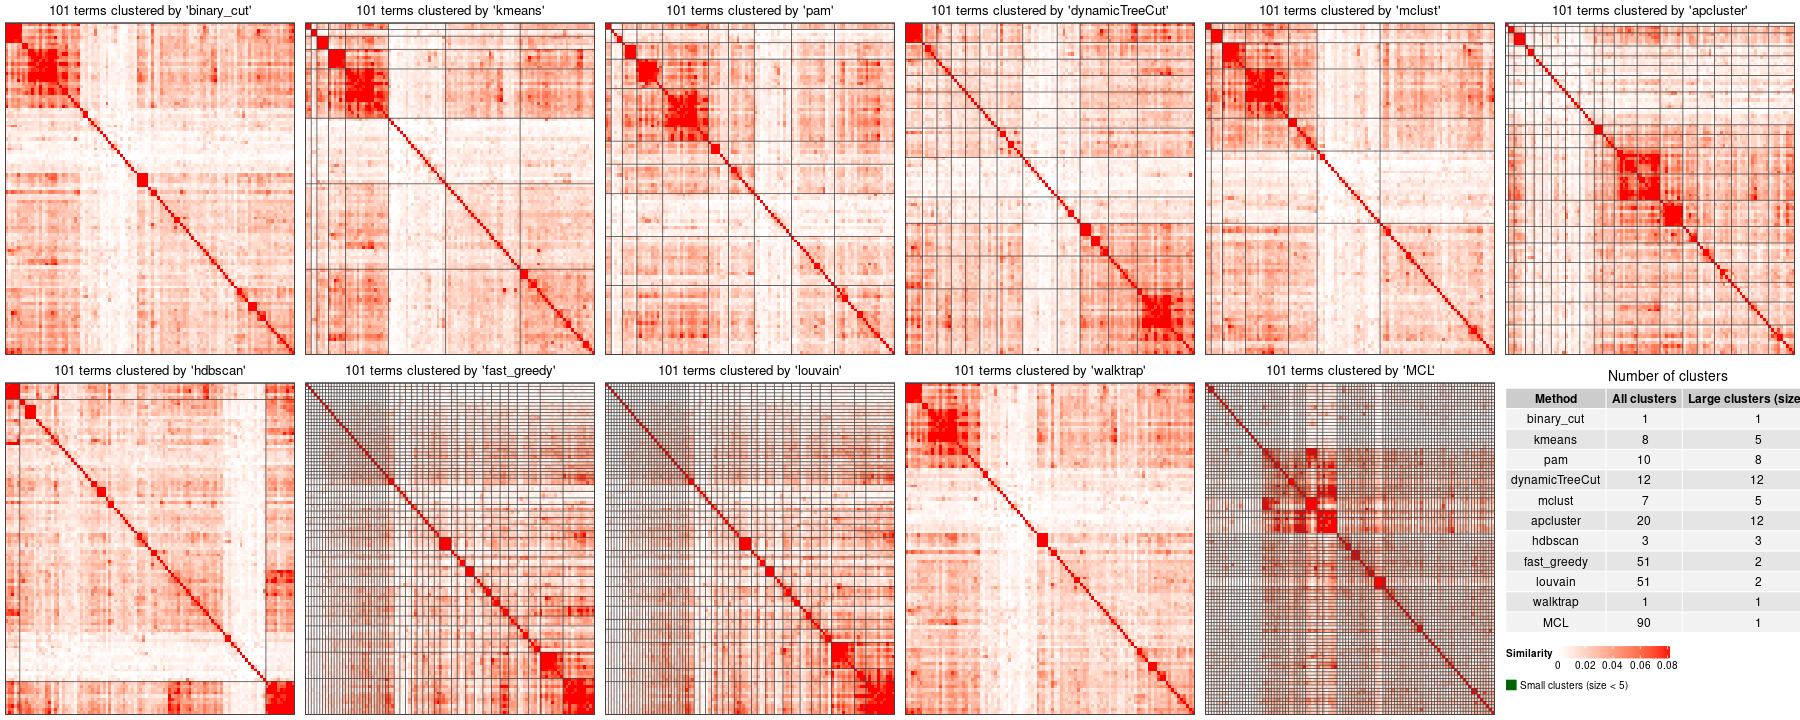 101 terms clustered by 'binary_cut'
101 terms clustered by 'kmeans'
101 terms clustered by 'pam'
101 terms clustered by 'dynamicTreeCut'
101 terms clustered by 'mclust'
101 terms clustered by 'apcluster'
101 terms clustered by 'hdbscan'
101 terms clustered by 'fast_greedy'
101 terms clustered by 'louvain'
101 terms clustered by 'walktrap'
101 terms clustered by 'MCL'
Number of clusters
Method All clusters Large clusters (size
binary_cut 1 1
kmeans 8 5
pam 10 8
dynamicTreeCut 12 12
mclust 7 5
apcluster 20 12
hdbscan 3 3
fast_greedy 51 2
louvain 51 2
walktrap 1 1
MCL 90 1
Similarity
0 0.02 0.04 0.06 0.08
Small clusters (size < 5)